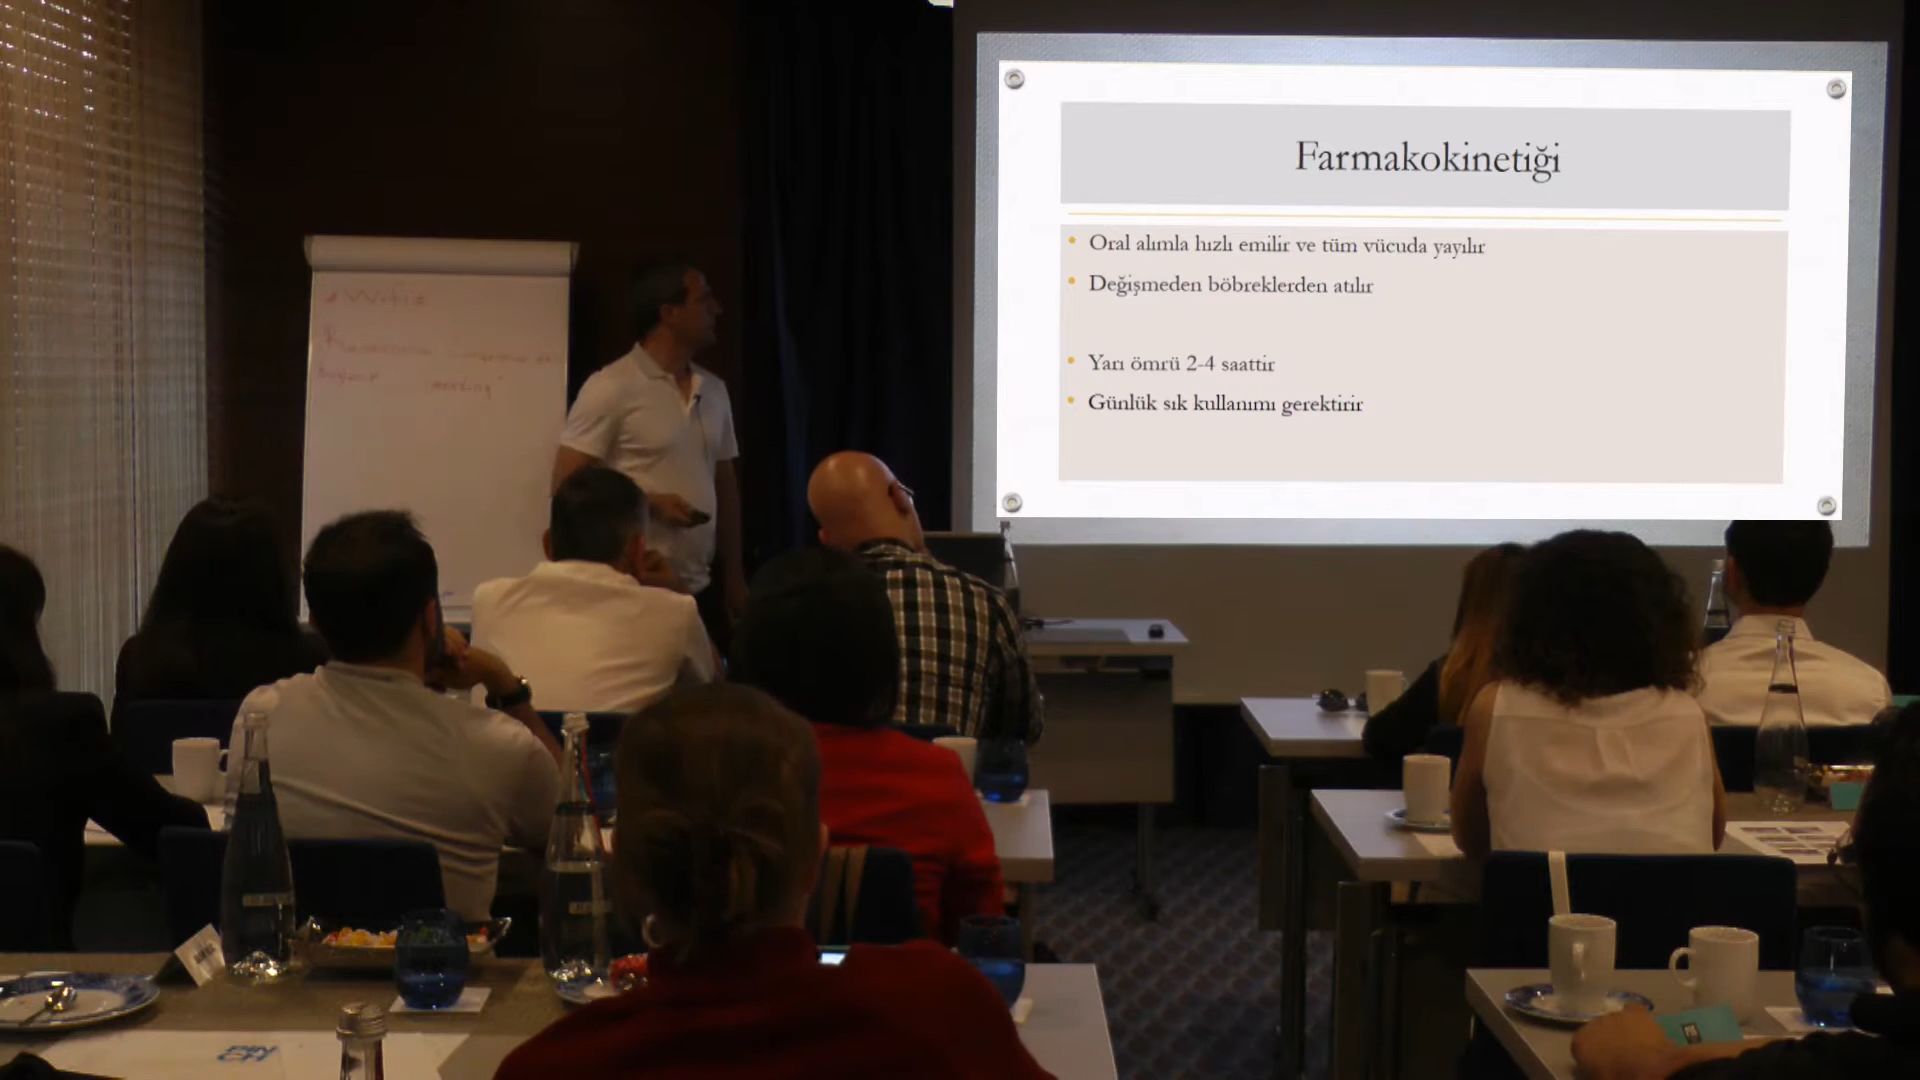 Farmakokinetiği
• Oral alımla hızlı emilir ve tüm vücuda yayılır
• Değişmeden böbreklerden atılır
• Yarı ömrü 2-4 saattir
• Günlük sık kullanımı gerektirir